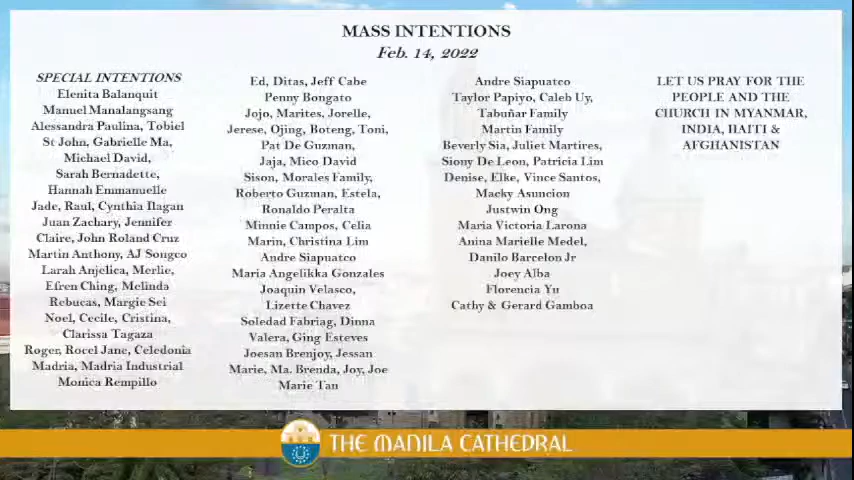 MASS INTENTIONS
Feb. 14, 2022
SPECIAL INTENTIONS
Elenita Balanquit
Manuel Manalangsang
Alessandra Paulina, Tobiel
St John, Gabrielle Ma,
Michael David,
Sarah Bernadette,
Hannah Emmanuelle
Jade, Raul, Cynthia Ilagan
Juan Zachary, Jennifer
Claire, John Roland Cruz
Martin Anthony, AJ Songco
Larah Anjelica, Merlie,
Efren Ching, Melinda
Rebucas, Margie Sei
Noel, Cecile, Cristina,
Clarissa Tagaza
Roger, Rocel Jane, Celedonia
Madria, Madria Industrial
Monica Rempillo
Ed, Ditas, Jeff Cabe
Penny Bongato
Jojo, Marites, Jorelle,
Jerese, Ojing, Boteng, Toni,
Pat De Guzman,
Jaja, Mico David
Sison, Morales Family,
Roberto Guzman, Estela,
Ronaldo Peralta
Minnie Campos, Celia
Marin, Christina Lim
Andre Siapuatco
Maria Angelikka Gonzales
Joaquin Velasco,
Lizette Chavez
Soledad Fabriag, Dinna
Valera, Ging Esteves
Joesan Brenjoy, Jessan
Marie, Ma. Brenda, Joy, Joe
Marie Tan
Andre Siapuatco
Taylor Papiyo, Caleb Uy,
Tabuñar Family
Martin Family
Beverly Sia, Juliet Martires,
Siony De Leon, Patricia Lim
Denise, Elke, Vince Santos,
Macky Asuncion
Justwin Ong
Maria Victoria Larona
Anina Marielle Medel,
Danilo Barcelon Jr
Joey Alba
Florencia Yu
Cathy & Gerard Gamboa
LET US PRAY FOR THE
PEOPLE AND THE
CHURCH IN MYANMAR,
INDIA, HAITI &
AFGHANISTAN
THE MANILA CATHEDRAL